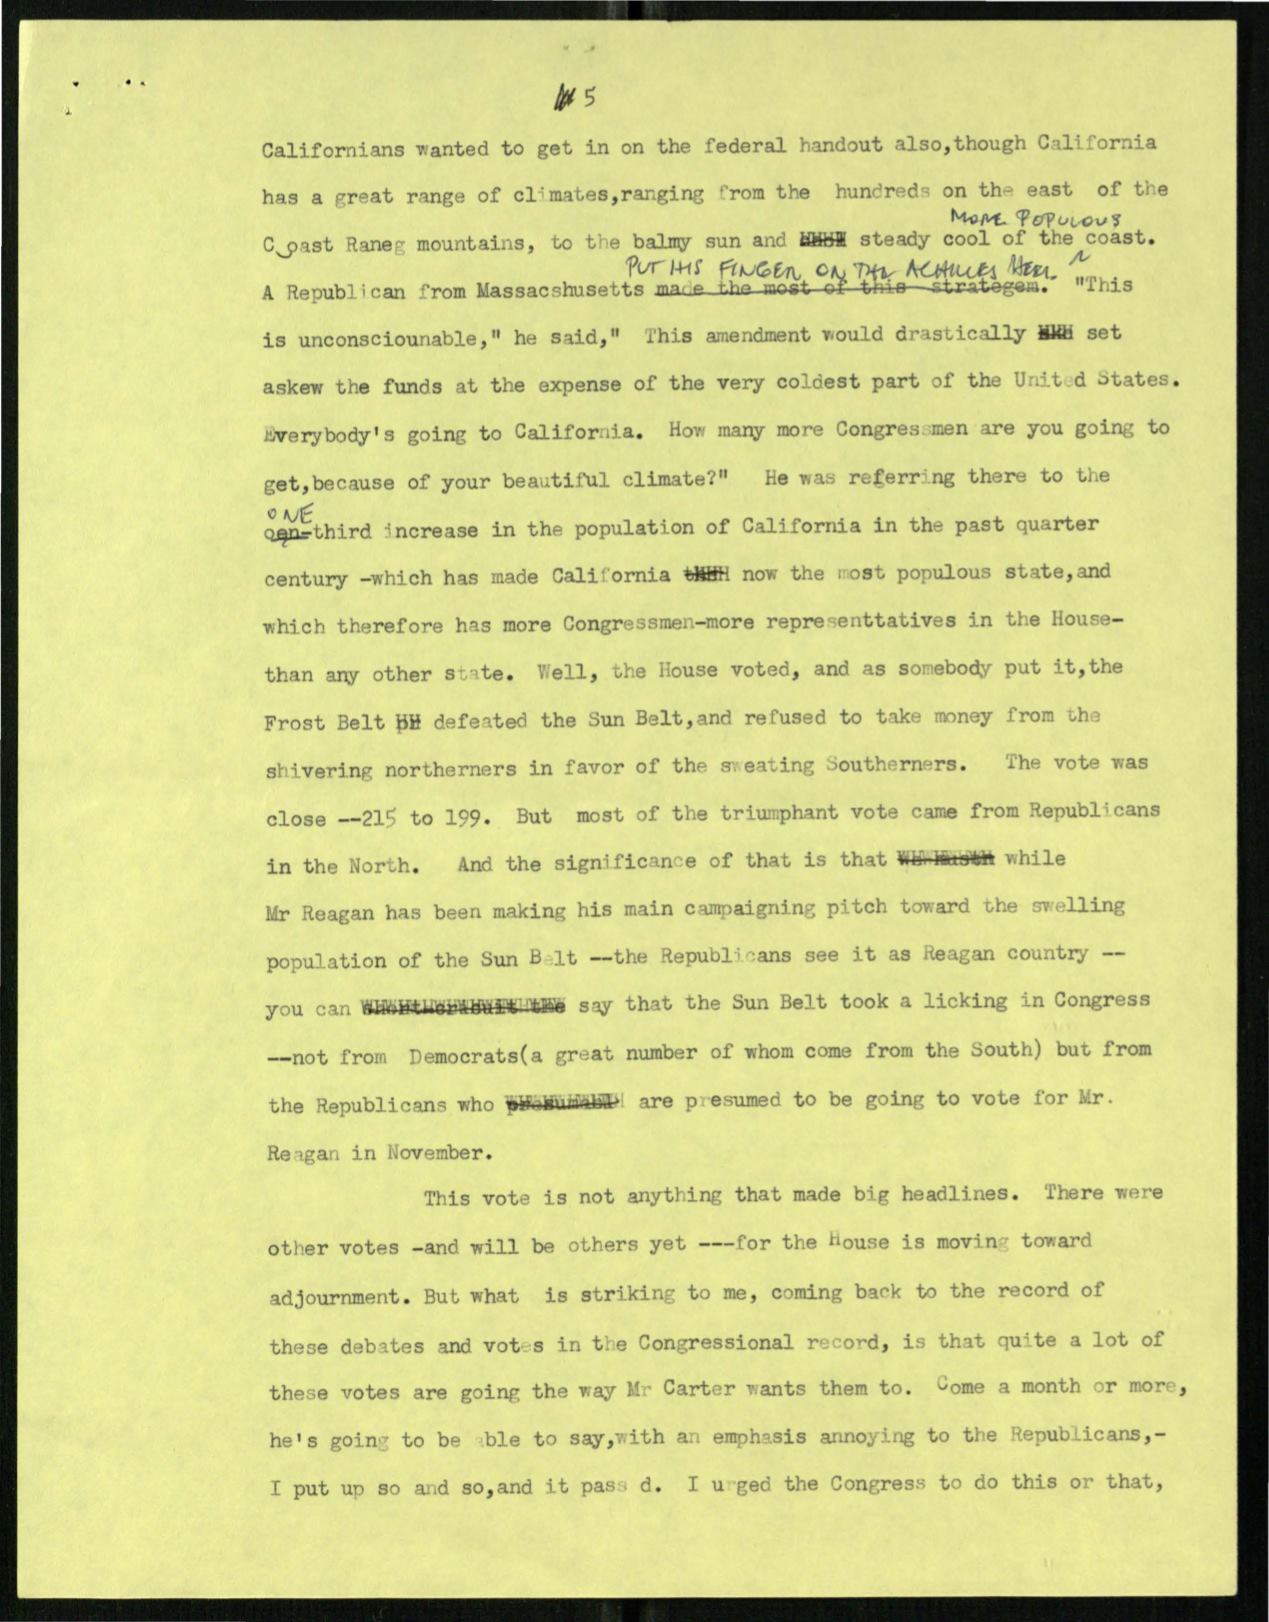 5
Californians wanted to get in on the federal handout also,though California
has a great range of climates,ranging from the hundreds on the east of the
MORE POPULOUS
Coast Raneg mountains, to the balmy sun and steady cool of the coast.
PUT HIS FINGER ON THE ACHILLES HEEL
A Republican from Massacshusetts made the most of this strategem. "This
is unconsciounable," he said," This amendment would drastically set
askew the funds at the expense of the very coldest part of the United States.
Everybody's going to California. How many more Congressmen are you going to
get,because of your beautiful climate?" He was referring there to the
ONE
oen-third increase in the population of California in the past quarter
century -which has made California now the most populous state,and
which therefore has more Congressmen-more representtatives in the House-
than any other state. Well, the House voted, and as somebody put it,the
Frost Belt defeated the Sun Belt,and refused to take money from the
shivering northerners in favor of the sweating Southerners. The vote was
close --215 to 199. But most of the triumphant vote came from Republicans
in the North. And the significance of that is that while
Mr Reagan has been making his main campaigning pitch toward the swelling
population of the Sun Belt --the Republicans see it as Reagan country --
you can say that the Sun Belt took a licking in Congress
--not from Democrats(a great number of whom come from the South) but from
the Republicans who are presumed to be going to vote for Mr.
Reagan in November.
This vote is not anything that made big headlines. There were
other votes -and will be others yet ---for the House is moving toward
adjournment. But what is striking to me, coming back to the record of
these debates and votes in the Congressional record, is that quite a lot of
these votes are going the way Mr Carter wants them to. Come a month or more,
he's going to be able to say,with an emphasis annoying to the Republicans,-
I put up so and so,and it pass d. I urged the Congress to do this or that,